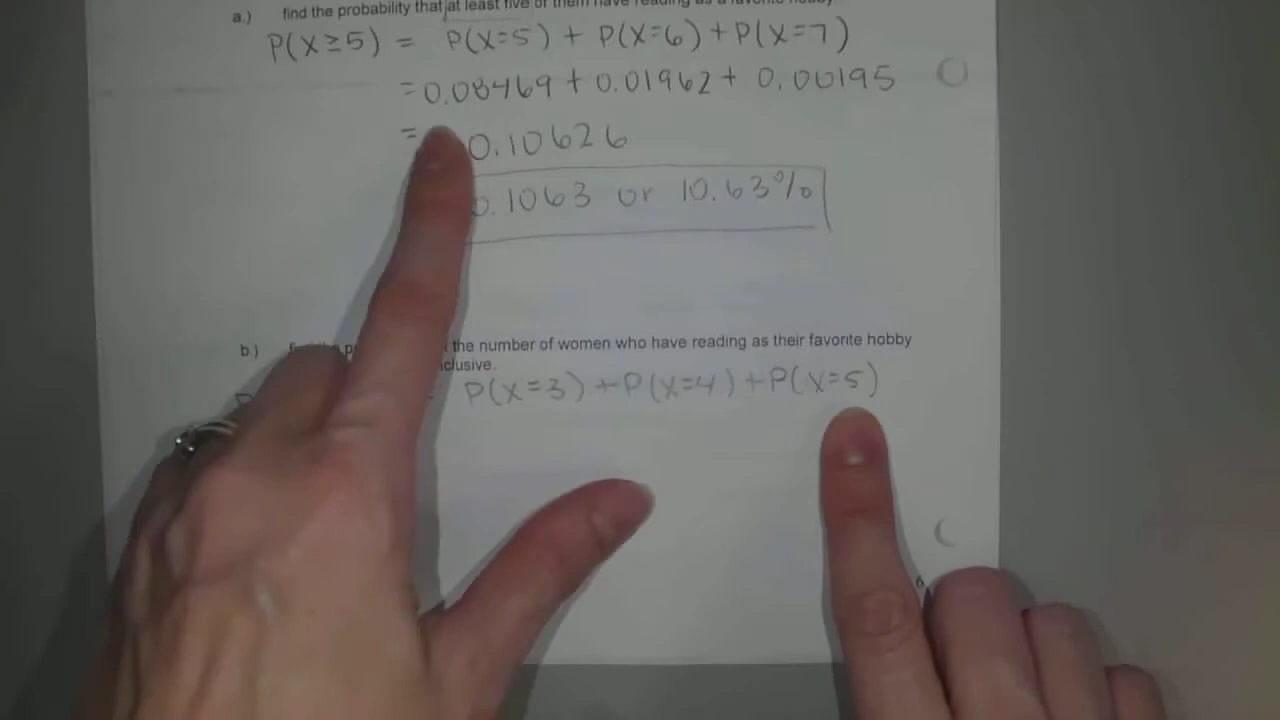 a.) find the probability that at least five of them have reading as a favorite hobby.
P(X≥5) = P(X=5) + P(X=6) + P(X=7)
= 0.08469 + 0.01962 + 0.00195
= 0.10626
0.1063 or 10.63%
b.) the number of women who have reading as their favorite hobby
P(X=3) + P(X=4) + P(X=5)
6